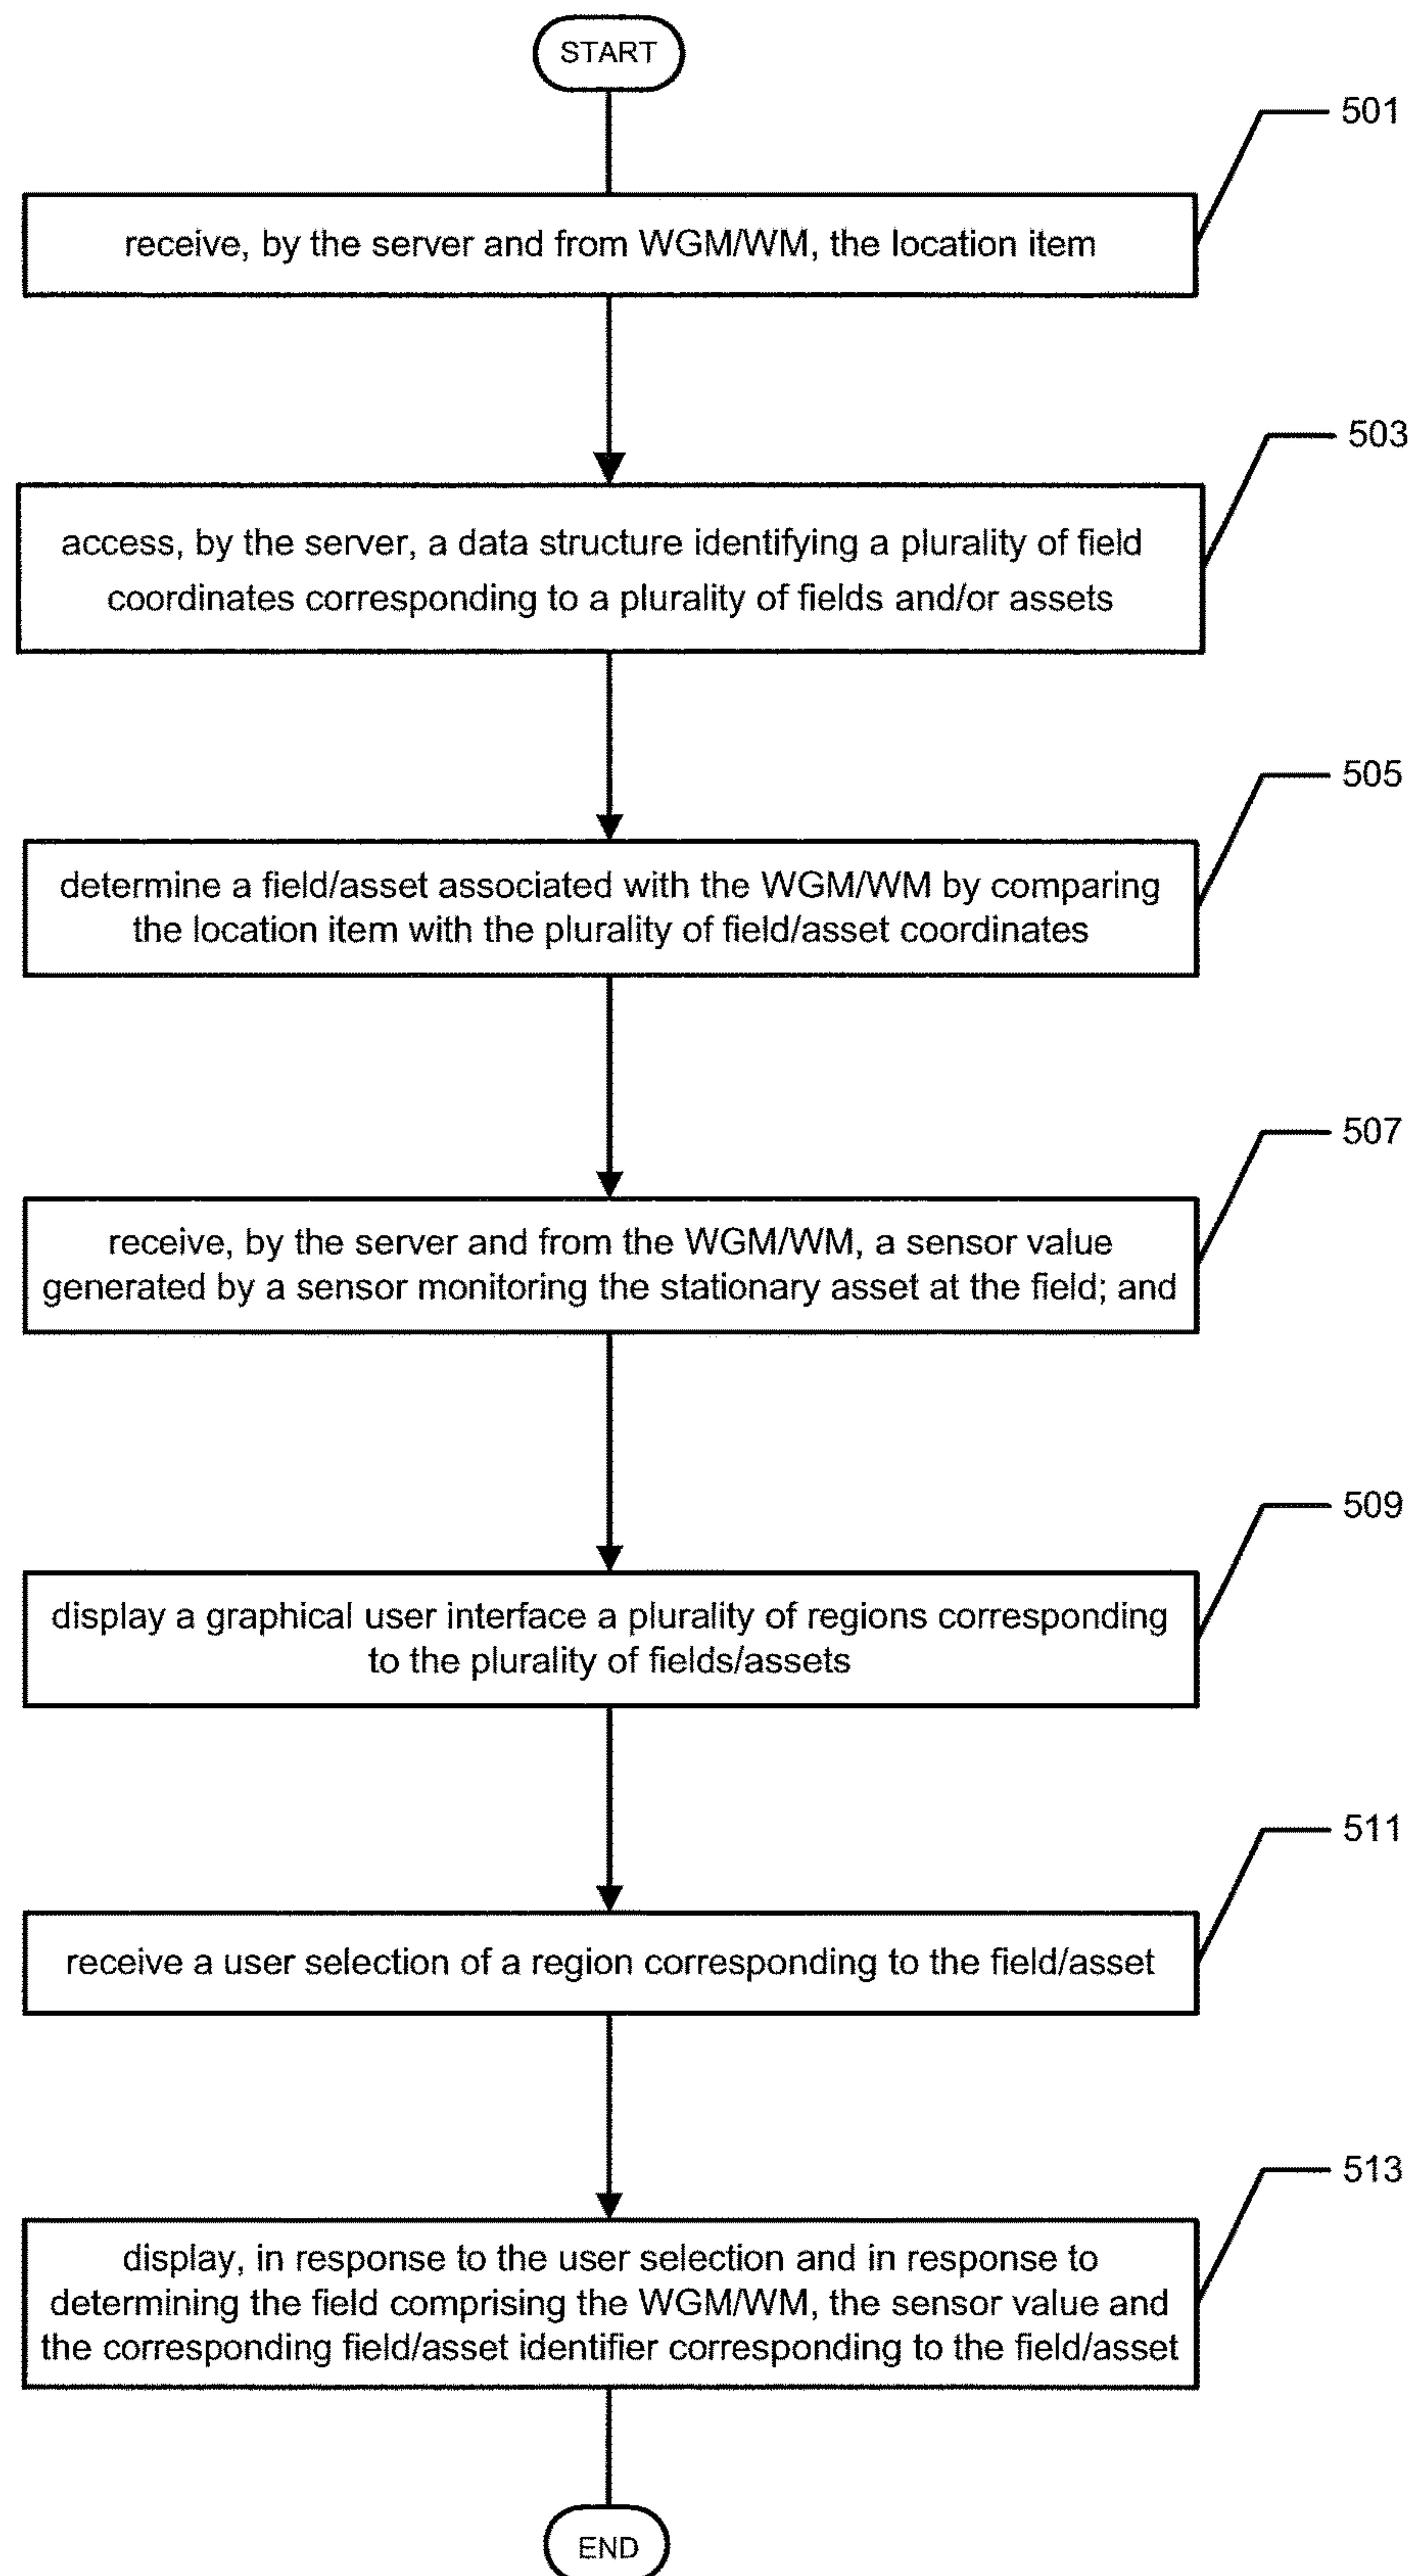 START
501
receive, by the server and from WGM/WM, the location item
503
access, by the server, a data structure identifying a plurality of field
coordinates corresponding to a plurality of fields and/or assets
505
determine a field/asset associated with the WGM/WM by comparing
the location item with the plurality of field/asset coordinates
507
receive, by the server and from the WGM/WM, a sensor value
generated by a sensor monitoring the stationary asset at the field; and
509
display a graphical user interface a plurality of regions corresponding
to the plurality of fields/assets
511
receive a user selection of a region corresponding to the field/asset
513
display, in response to the user selection and in response to
determining the field comprising the WGM/WM, the sensor value and
the corresponding field/asset identifier corresponding to the field/asset
END